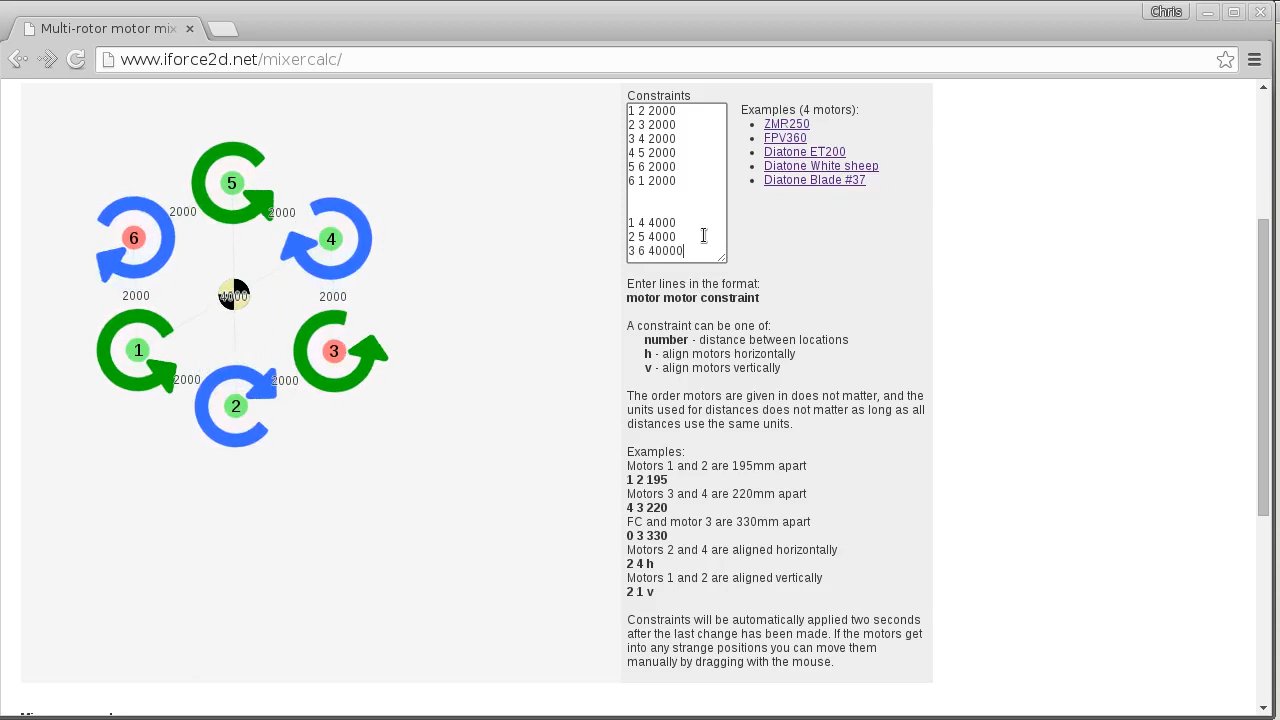 Chris
Multi-rotor motor mix
www.iforce2d.net/mixercalc/
Constraints
1 2 2000
2 3 2000
3 4 2000
4 5 2000
5 6 2000
6 1 2000
1 4 4000
2 5 4000
3 6 40000
Examples (4 motors):
ZMR250
FPV360
Diatone ET200
Diatone White sheep
Diatone Blade #37
5
2000
2000
6
4
2000
4000
2000
1
3
2000
2000
2
Enter lines in the format:
motor motor constraint
A constraint can be one of:
number - distance between locations
h - align motors horizontally
v - align motors vertically
The order motors are given in does not matter, and the
units used for distances does not matter as long as all
distances use the same units.
Examples:
Motors 1 and 2 are 195mm apart
1 2 195
Motors 3 and 4 are 220mm apart
4 3 220
FC and motor 3 are 330mm apart
0 3 330
Motors 2 and 4 are aligned horizontally
2 4 h
Motors 1 and 2 are aligned vertically
2 1 v
Constraints will be automatically applied two seconds
after the last change has been made. If the motors get
into any strange positions you can move them
manually by dragging with the mouse.